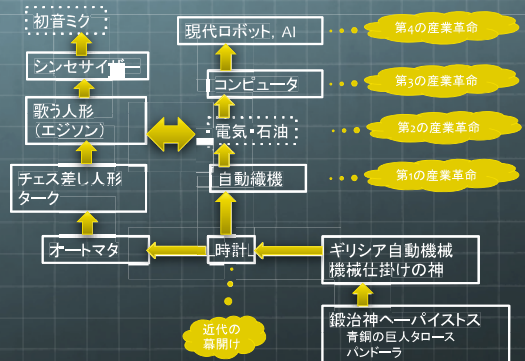 初音ミク
現代ロボット, AI
第4の産業革命
シンセサイザー
コンピュータ
第3の産業革命
歌う人形
（エジソン）
電気・石油
第2の産業革命
チェス差し人形
ターク
自動織機
第1の産業革命
オートマタ
時計
ギリシア自動機械
機械仕掛けの神
近代の
幕開け
鍛冶神ヘーパイストス
青銅の巨人タロース
パンドーラ